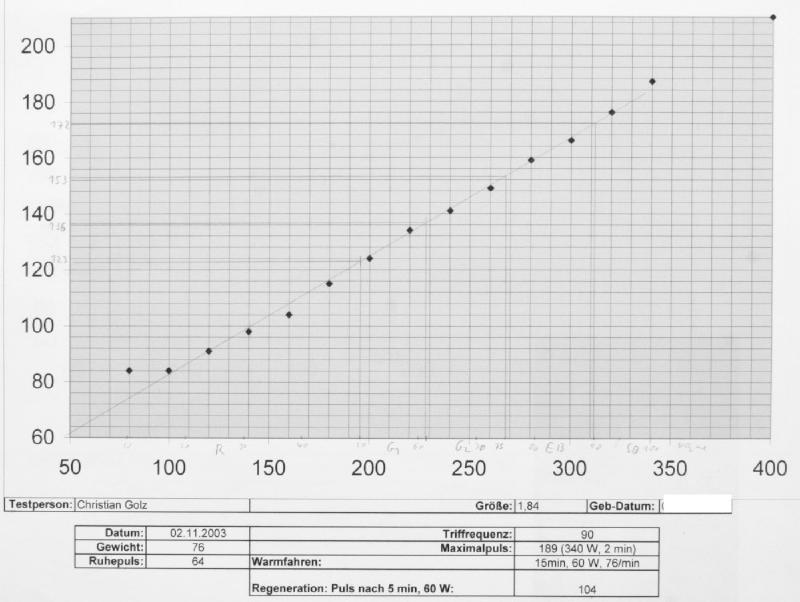 200
180
172
160
153
140
136
120
123
100
80
60
R G1 G2 EB SB
50 100 150 200 250 300 350 400
Testperson: Christian Golz Größe: 1,84 Geb-Datum:
Datum: 02.11.2003 Triffrequenz: 90
Gewicht: 76 Maximalpuls: 189 (340 W, 2 min)
Ruhepuls: 64 Warmfahren: 15min, 60 W, 76/min
Regeneration: Puls nach 5 min, 60 W: 104